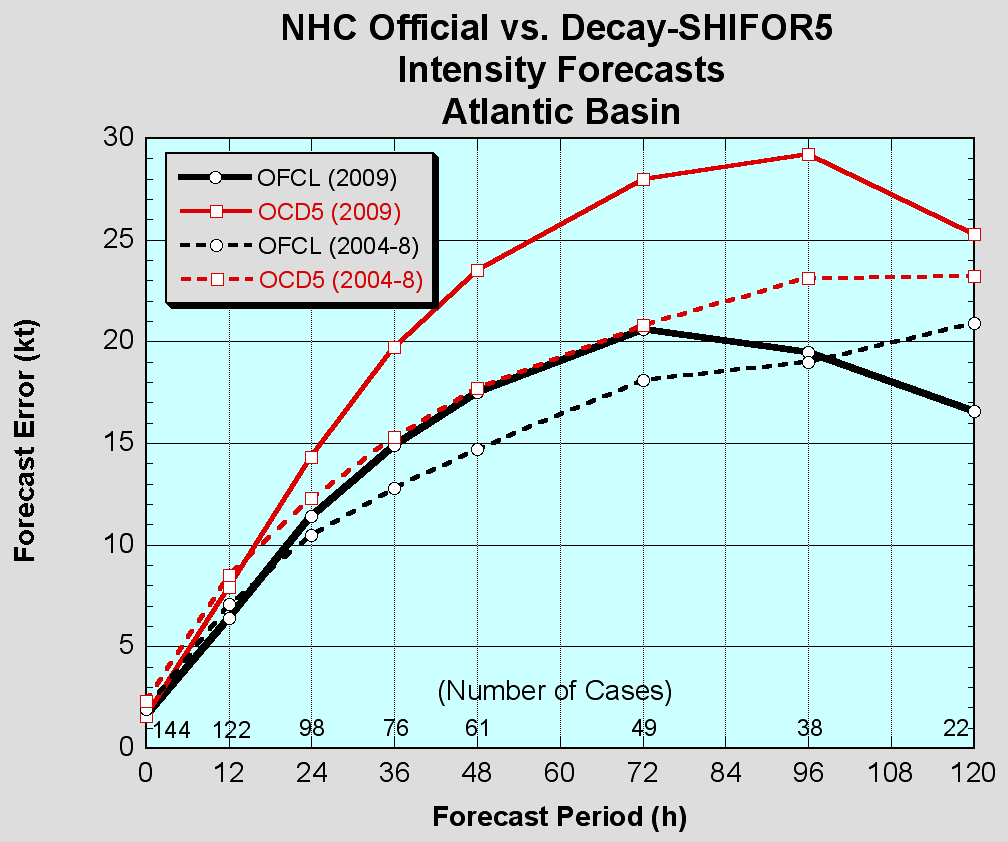 NHC Official vs. Decay-SHIFOR5
Intensity Forecasts
Atlantic Basin
OFCL (2009)
OCD5 (2009)
OFCL (2004-8)
OCD5 (2004-8)
Forecast Error (kt)
30
25
20
15
10
5
0
(Number of Cases)
144 122 98 76 61 49 38 22
0 12 24 36 48 60 72 84 96 108 120
Forecast Period (h)